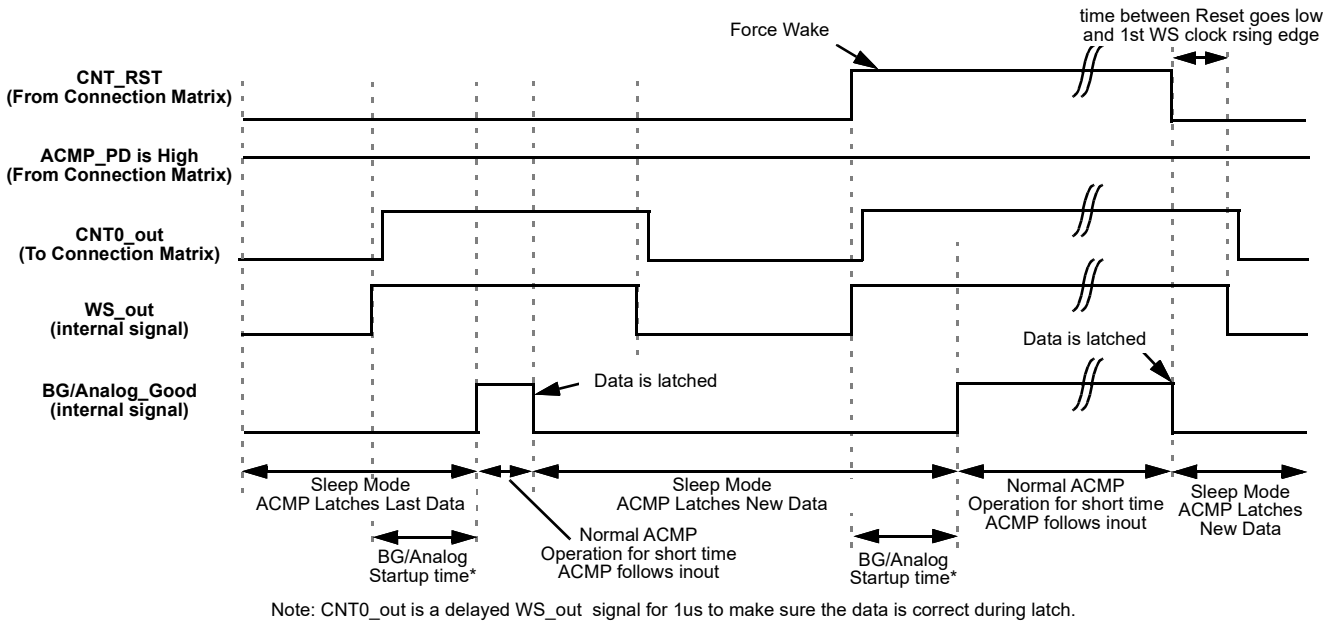 time between Reset goes low
and 1st WS clock rsing edge
Force Wake
CNT_RST
(From Connection Matrix)
ACMP_PD is High
(From Connection Matrix)
CNT0_out
(To Connection Matrix)
WS_out
(internal signal)
Data is latched
BG/Analog_Good
(internal signal)
Data is latched
Sleep Mode
ACMP Latches Last Data
Sleep Mode
ACMP Latches New Data
Normal ACMP
Operation for short time
ACMP follows inout
Sleep Mode
ACMP Latches
New Data
BG/Analog
Startup time*
Normal ACMP
Operation for short time
ACMP follows inout
BG/Analog
Startup time*
Note: CNT0_out is a delayed WS_out signal for 1us to make sure the data is correct during latch.